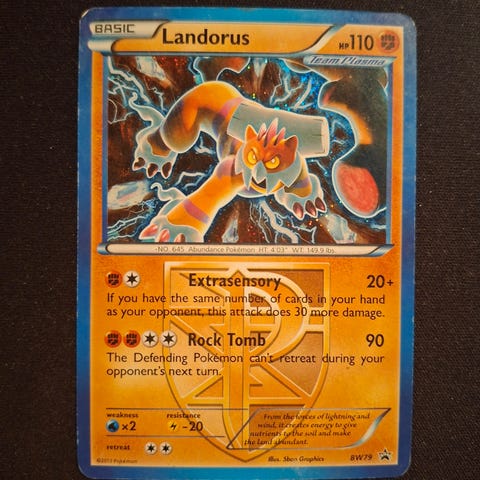 BASIC
Landorus
HP110
Team Plasma
NO. 645 Abundance Pokémon HT: 4'03" WT: 149.9 lbs.
Extrasensory 20+
If you have the same number of cards in your hand
as your opponent, this attack does 30 more damage.
Rock Tomb 90
The Defending Pokémon can't retreat during your
opponent's next turn.
weakness resistance
×2 -20
retreat
From the forces of lightning and
wind, it creates energy to give
nutrients to the soil and make
the land abundant.
©2013 Pokémon
Illus. 5ban Graphics
BW79